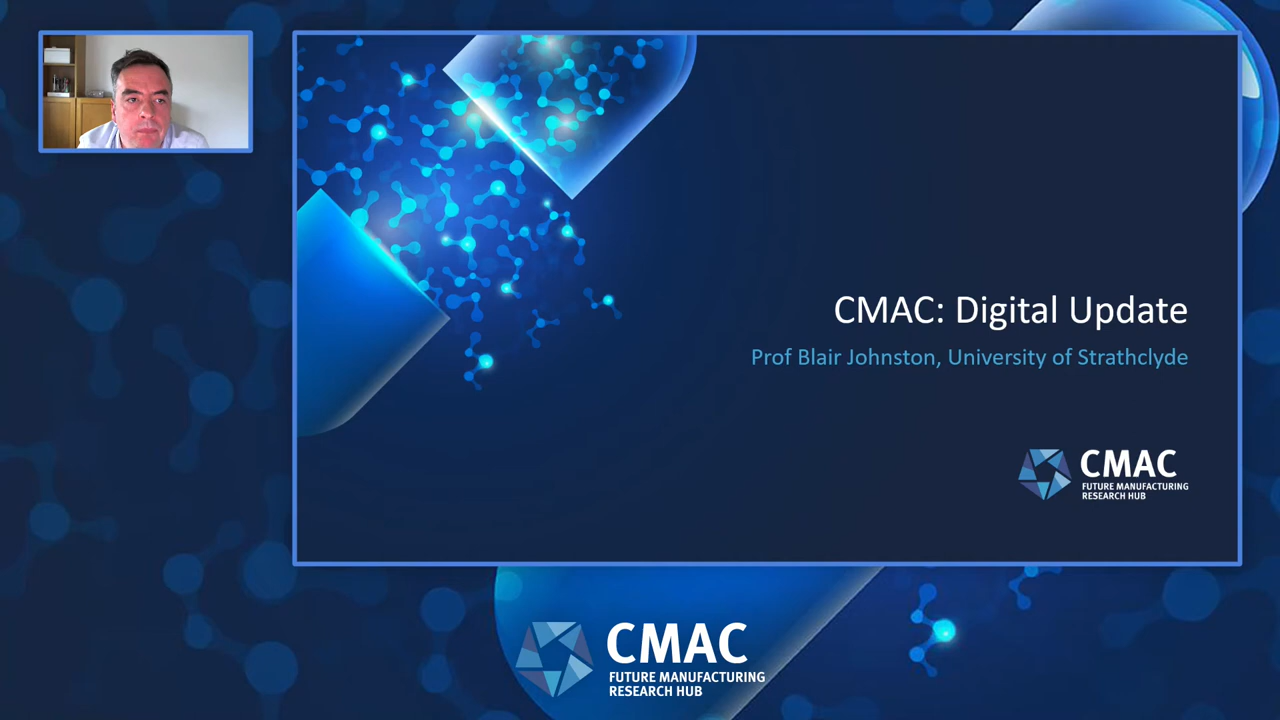 CMAC: Digital Update
Prof Blair Johnston, University of Strathclyde
CMAC
FUTURE MANUFACTURING
RESEARCH HUB
CMAC
FUTURE MANUFACTURING
RESEARCH HUB